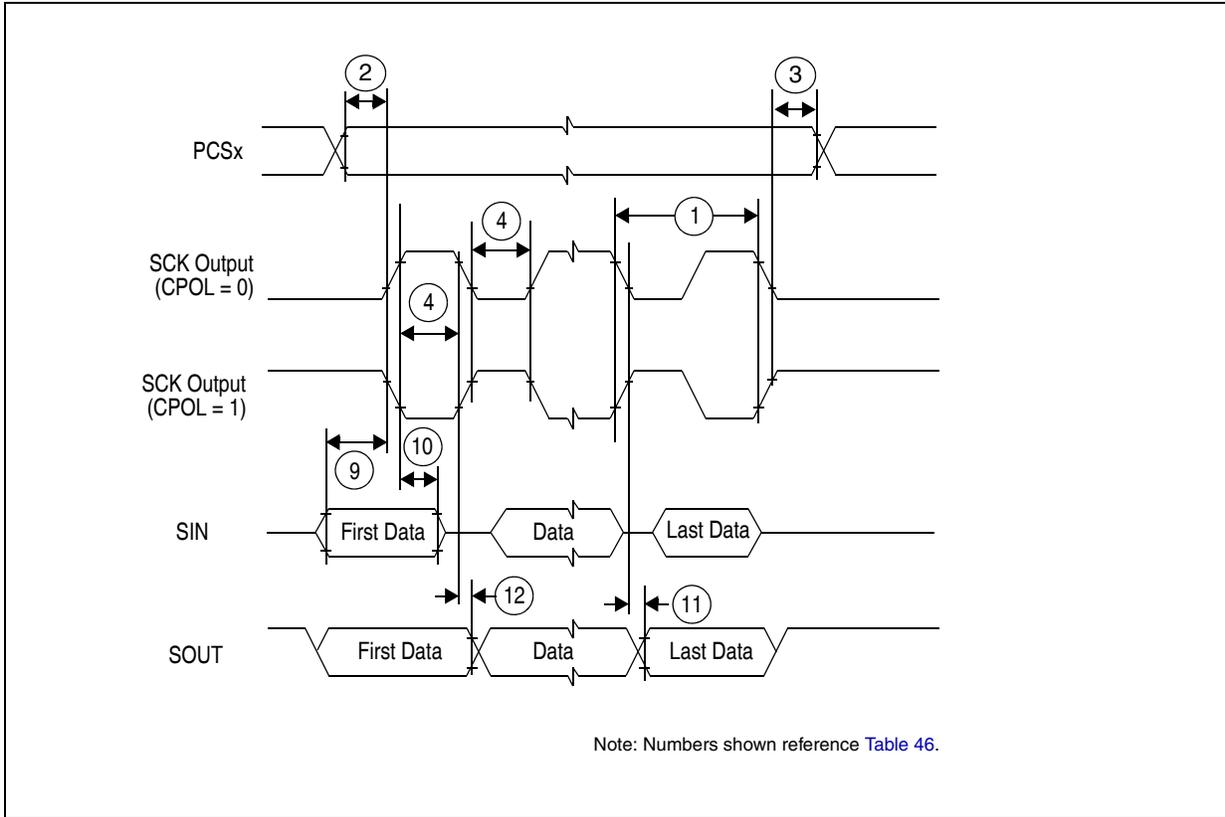 2
3
PCSx
4
1
SCK Output
(CPOL = 0)
4
SCK Output
(CPOL = 1)
10
9
SIN
First Data
Data
Last Data
12
11
SOUT
First Data
Data
Last Data
Note: Numbers shown reference Table 46.